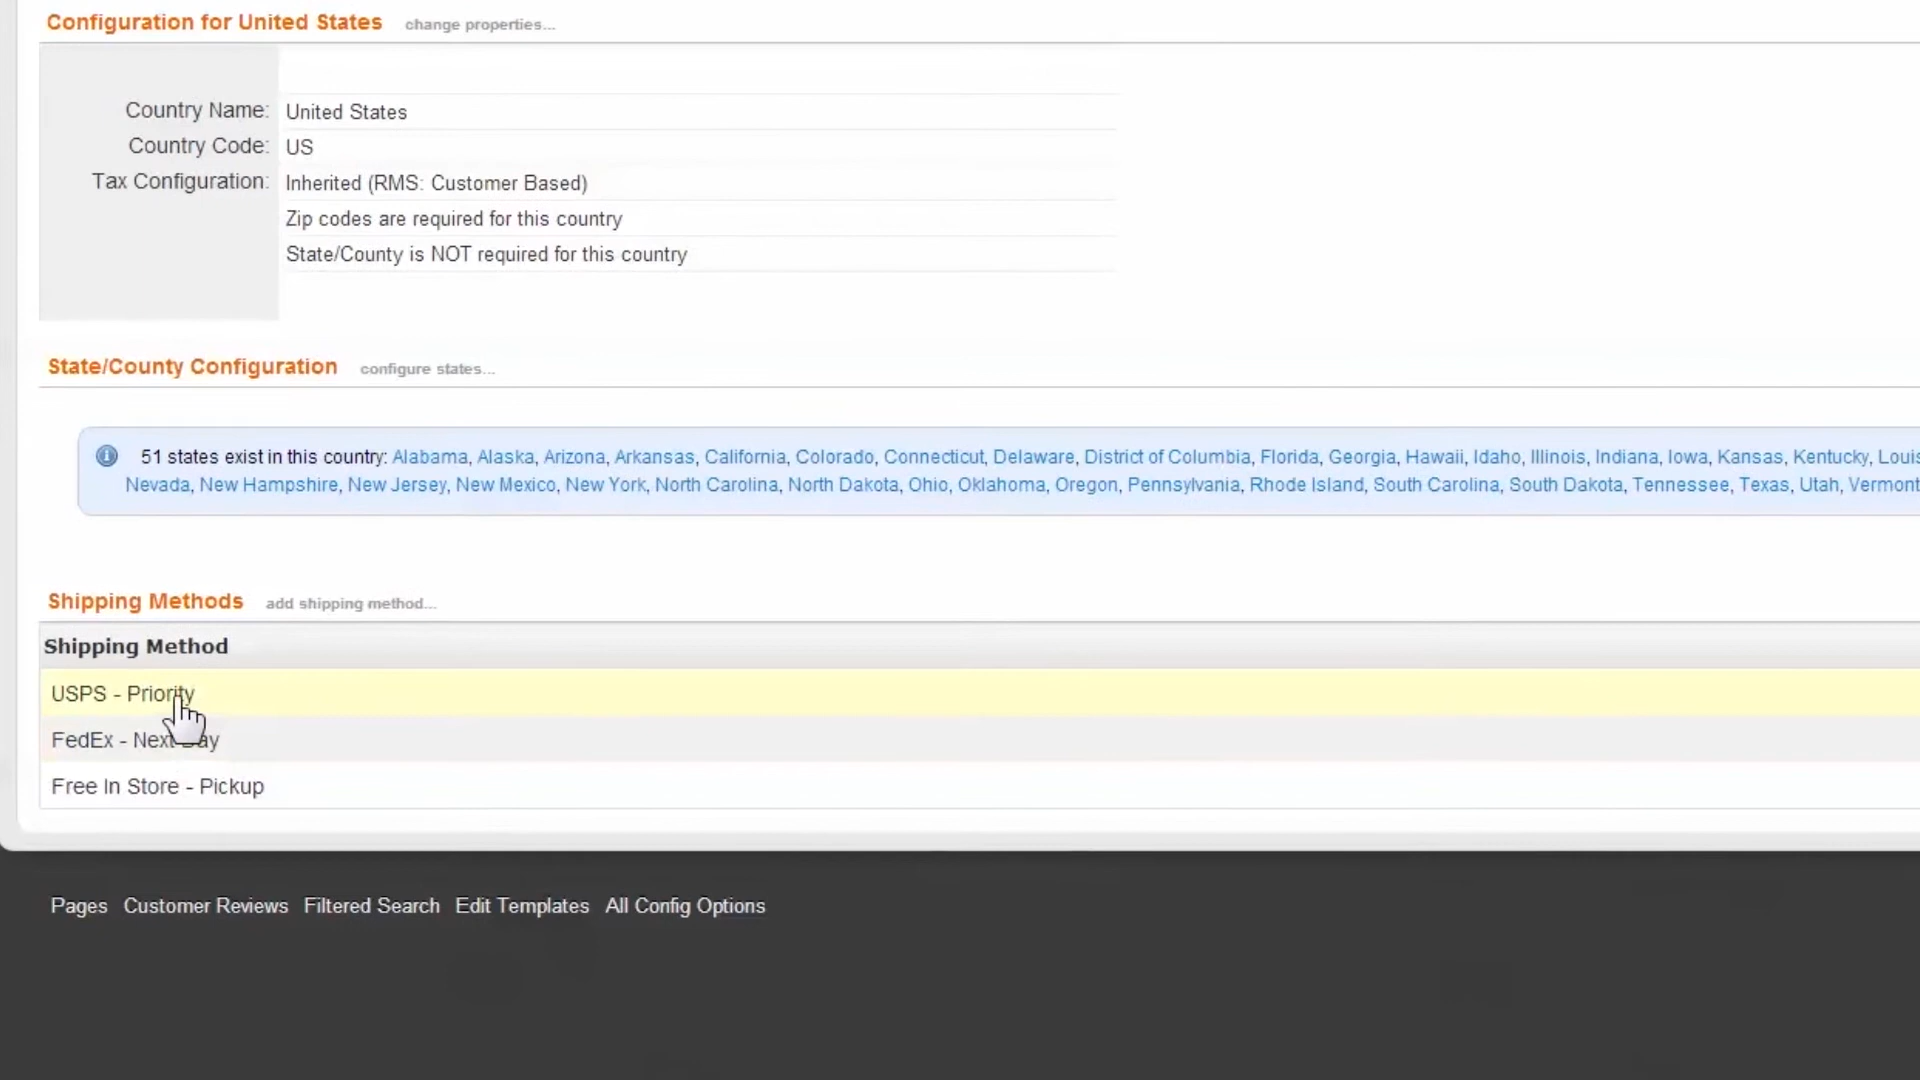 Configuration for United States change properties...
Country Name: United States
Country Code: US
Tax Configuration: Inherited (RMS: Customer Based)
Zip codes are required for this country
State/County is NOT required for this country
State/County Configuration configure states...
51 states exist in this country: Alabama, Alaska, Arizona, Arkansas, California, Colorado, Connecticut, Delaware, District of Columbia, Florida, Georgia, Hawaii, Idaho, Illinois, Indiana, Iowa, Kansas, Kentucky, Louis
Nevada, New Hampshire, New Jersey, New Mexico, New York, North Carolina, North Dakota, Ohio, Oklahoma, Oregon, Pennsylvania, Rhode Island, South Carolina, South Dakota, Tennessee, Texas, Utah, Vermont
Shipping Methods add shipping method...
Shipping Method
USPS - Priority
FedEx - Next Day
Free In Store - Pickup
Pages Customer Reviews Filtered Search Edit Templates All Config Options